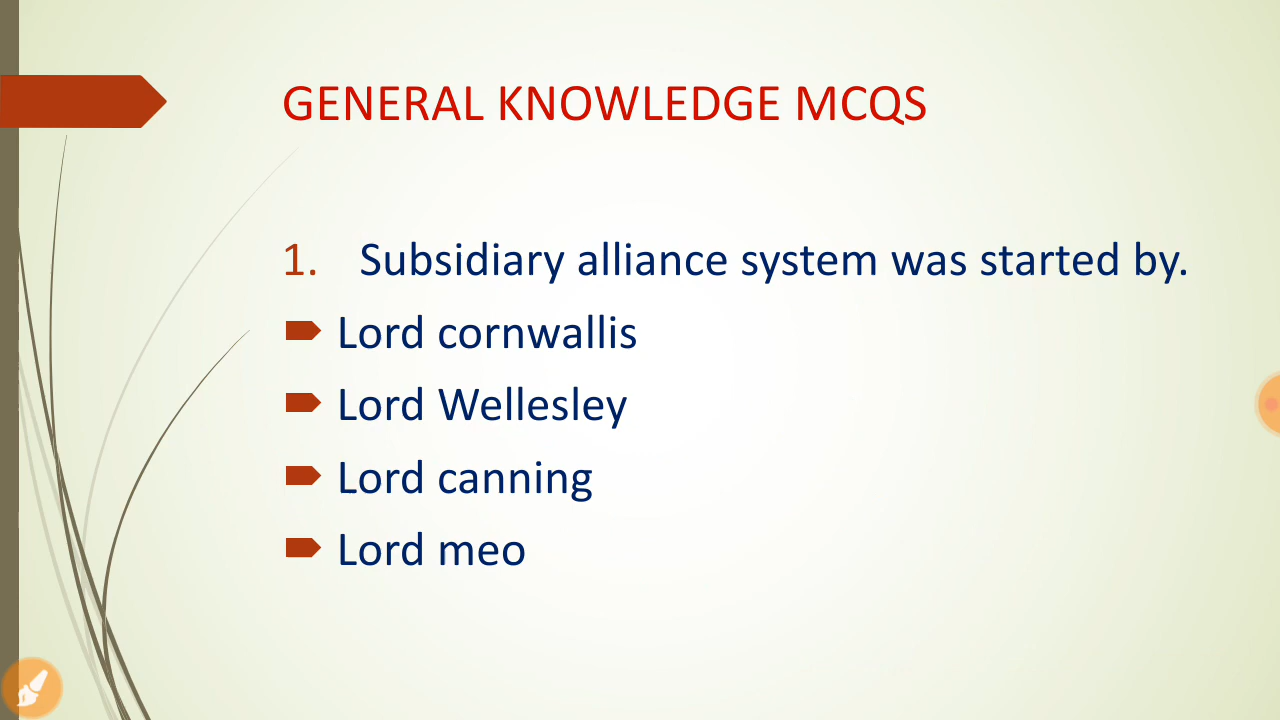 GENERAL KNOWLEDGE MCQS
1. Subsidiary alliance system was started by.
Lord cornwallis
Lord Wellesley
Lord canning
Lord meo